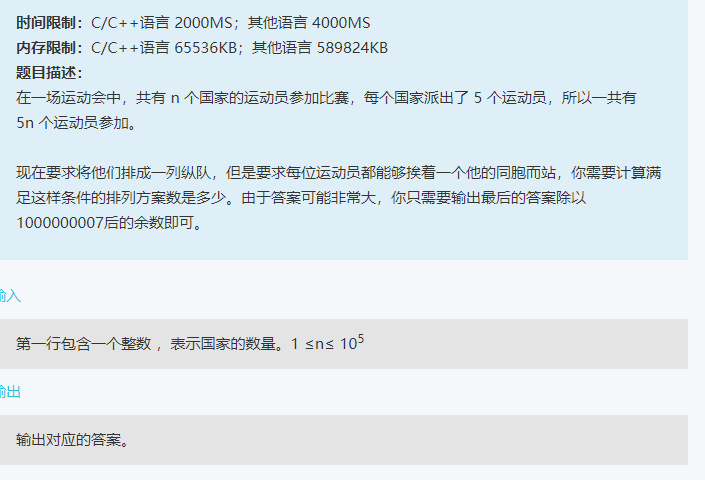 时间限制：C/C++语言 2000MS；其他语言 4000MS
内存限制：C/C++语言 65536KB；其他语言 589824KB
题目描述：
在一场运动会中，共有 n 个国家的运动员参加比赛，每个国家派出了 5 个运动员，所以一共有
5n 个运动员参加。
现在要求将他们排成一列纵队，但是要求每位运动员都能够挨着一个他的同胞而站，你需要计算满
足这样条件的排列方案数是多少。由于答案可能非常大，你只需要输出最后的答案除以
1000000007后的余数即可。
输入
第一行包含一个整数 ，表示国家的数量。1 ≤n≤ 10⁵
输出
输出对应的答案。